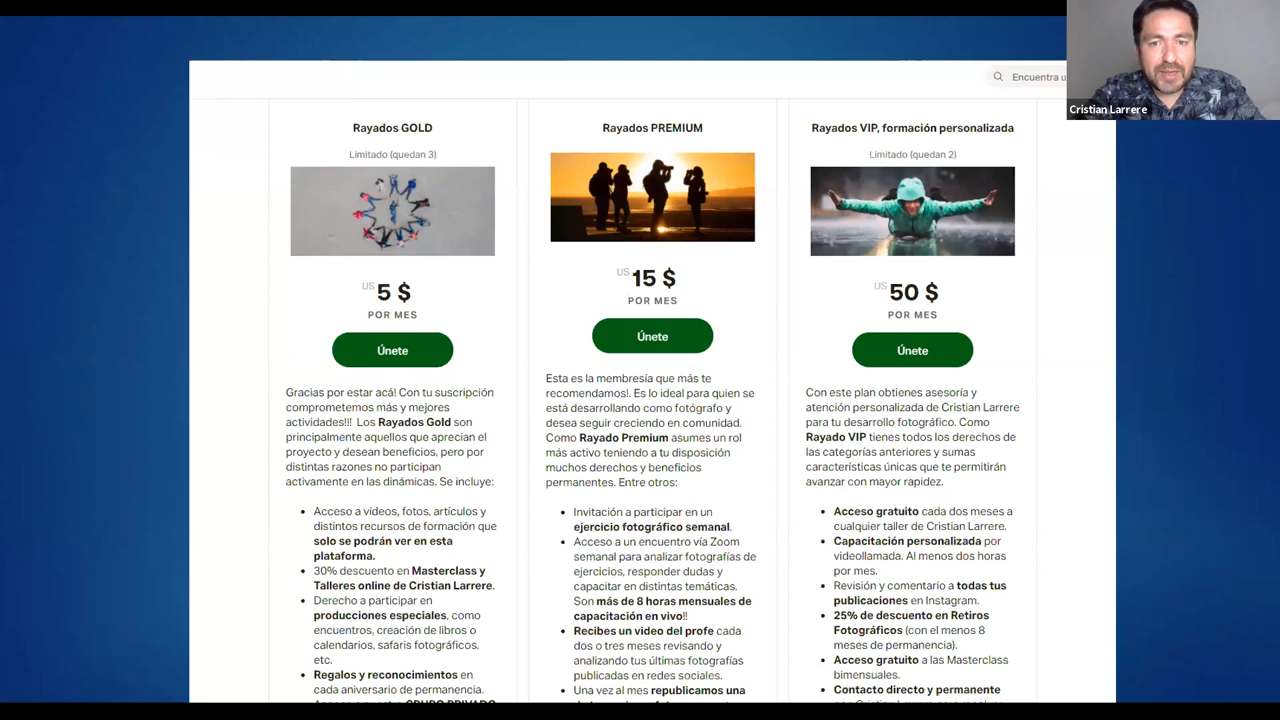 Encuentra u
Cristian Larrere
Rayados GOLD
Limitado (quedan 3)
US 5 $
POR MES
Únete
Gracias por estar acá! Con tu suscripción
comprometemos más y mejores
actividades!!! Los Rayados Gold son
principalmente aquellos que aprecian el
proyecto y desean beneficios, pero por
distintas razones no participan
activamente en las dinámicas. Se incluye:
• Acceso a videos, fotos, artículos y
distintos recursos de formación que
solo se podrán ver en esta
plataforma.
• 30% descuento en Masterclass y
Talleres online de Cristian Larrere.
• Derecho a participar en
producciones especiales, como
encuentros, creación de libros o
calendarios, safaris fotográficos,
etc.
• Regalos y reconocimientos en
cada aniversario de permanencia.
Rayados PREMIUM
US 15 $
POR MES
Únete
Esta es la membresía que más te
recomendamos!. Es lo ideal para quien se
está desarrollando como fotógrafo y
desea seguir creciendo en comunidad.
Como Rayado Premium asumes un rol
más activo teniendo a tu disposición
muchos derechos y beneficios
permanentes. Entre otros:
• Invitación a participar en un
ejercicio fotográfico semanal.
• Acceso a un encuentro vía Zoom
semanal para analizar fotografías de
ejercicios, responder dudas y
capacitar en distintas temáticas.
Son más de 8 horas mensuales de
capacitación en vivo!!
• Recibes un video del profe cada
dos o tres meses revisando y
analizando tus últimas fotografías
publicadas en redes sociales.
• Una vez al mes republicamos una
Rayados VIP, formación personalizada
Limitado (quedan 2)
US 50 $
POR MES
Únete
Con este plan obtienes asesoría y
atención personalizada de Cristian Larrere
para tu desarrollo fotográfico. Como
Rayado VIP tienes todos los derechos de
las categorías anteriores y sumas
características únicas que te permitirán
avanzar con mayor rapidez.
• Acceso gratuito cada dos meses a
cualquier taller de Cristian Larrere.
• Capacitación personalizada por
videollamada. Al menos dos horas
por mes.
• Revisión y comentario a todas tus
publicaciones en Instagram.
• 25% de descuento en Retiros
Fotográficos (con el menos 8
meses de permanencia).
• Acceso gratuito a las Masterclass
bimensuales.
• Contacto directo y permanente